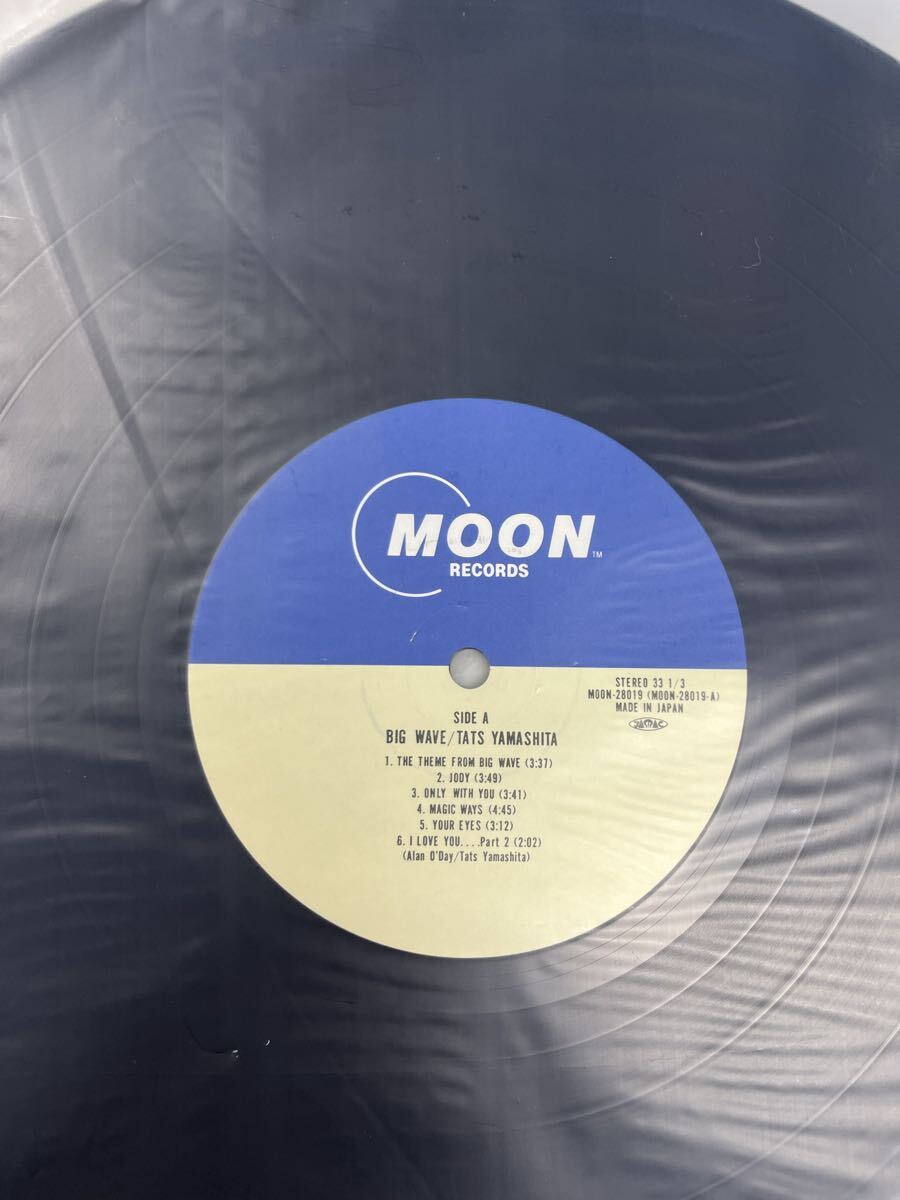 MOON TM
RECORDS
STEREO 33 1/3
MOON-28019 (MOON-28019-A)
MADE IN JAPAN
JASRAC
SIDE A
BIG WAVE/TATS YAMASHITA
1. THE THEME FROM BIG WAVE (3:37)
2. JODY (3:49)
3. ONLY WITH YOU (3:41)
4. MAGIC WAYS (4:45)
5. YOUR EYES (3:12)
6. I LOVE YOU....Part 2 (2:02)
(Alan O'Day/Tats Yamashita)